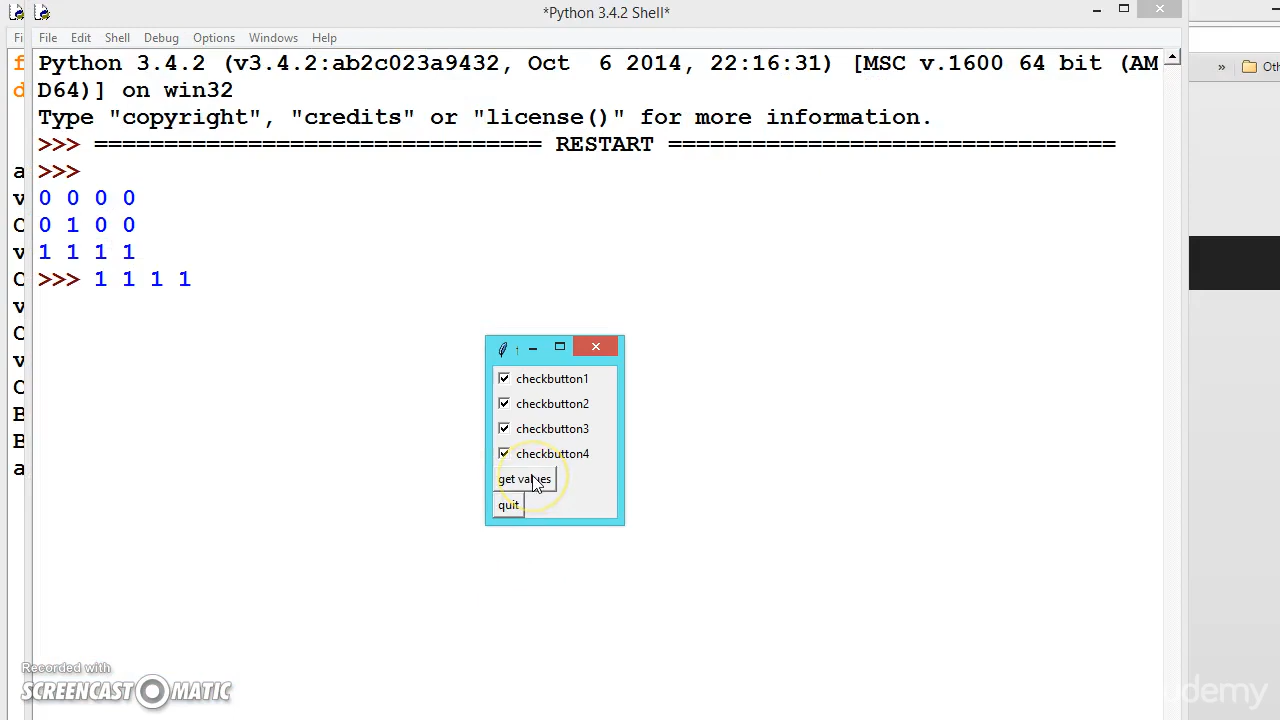 *Python 3.4.2 Shell*
Fi
File Edit Shell Debug Options Windows Help
» Oth
f
d
a
v
C
v
C
v
C
v
C
B
B
a
Python 3.4.2 (v3.4.2:ab2c023a9432, Oct  6 2014, 22:16:31) [MSC v.1600 64 bit (AM
D64)] on win32
Type "copyright", "credits" or "license()" for more information.
>>> ================================ RESTART ================================
>>>
0 0 0 0
0 1 0 0
1 1 1 1
>>> 1 1 1 1
checkbutton1
checkbutton2
checkbutton3
checkbutton4
get values
quit
Recorded with
SCREENCAST MATIC
udemy